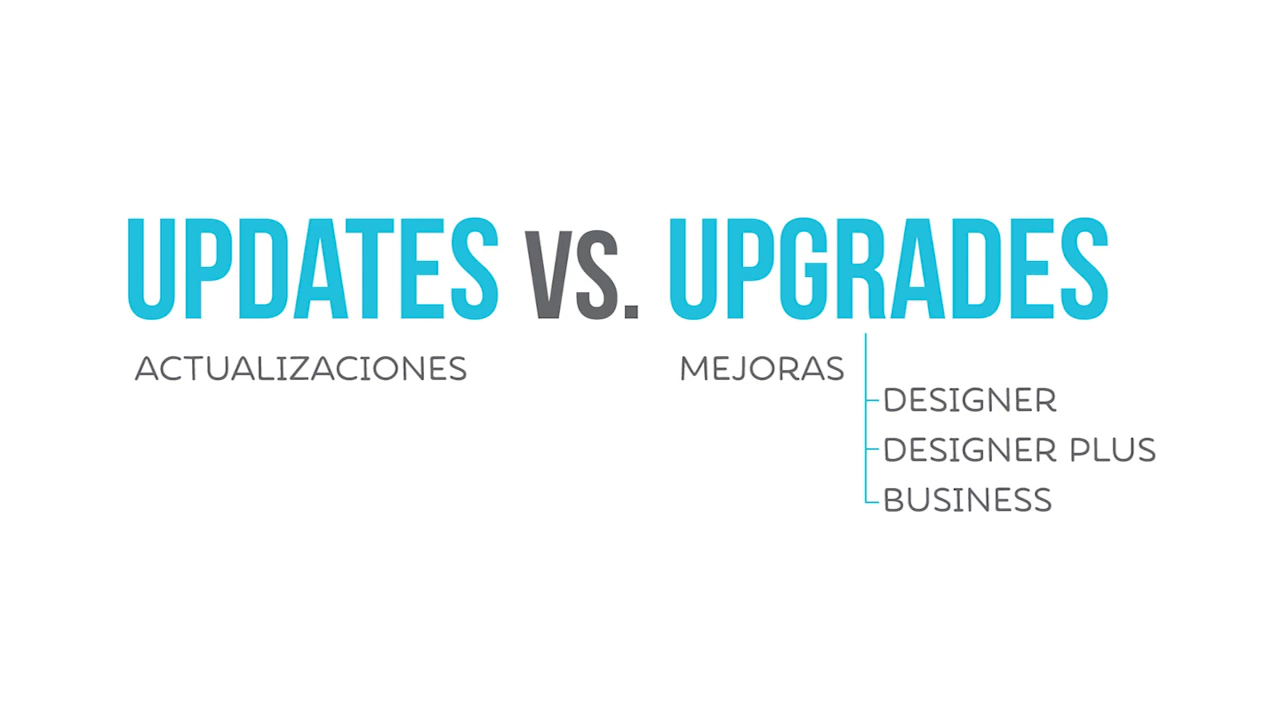 UPDATES VS. UPGRADES
ACTUALIZACIONES
MEJORAS
DESIGNER
DESIGNER PLUS
BUSINESS